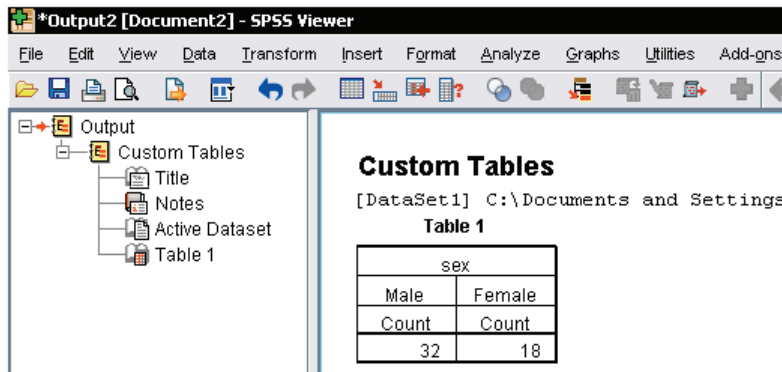 *Output2 [Document2] - SPSS Viewer
File Edit View Data Transform Insert Format Analyze Graphs Utilities Add-ons
Output
Custom Tables
Title
Notes
Active Dataset
Table 1
Custom Tables
[DataSet1] C:\Documents and Settings
Table 1
sex
Male Female
Count Count
32 18